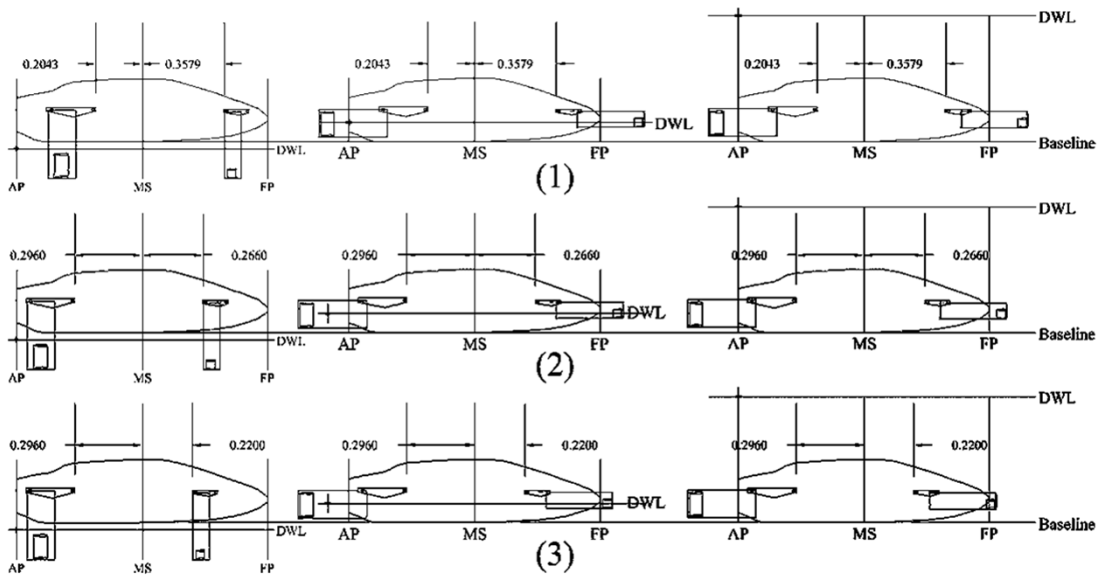 DWL
0.2043 0.3579 0.2043 0.3579 0.2043 0.3579
DWL DWL
AP MS FP Baseline
AP MS FP AP MS FP
(1)
DWL
0.2960 0.2660 0.2960 0.2660 0.2960 0.2660
DWL DWL
AP MS FP AP MS FP Baseline
AP MS FP
(2)
DWL
0.2960 0.2200 0.2960 0.2200 0.2960 0.2200
DWL DWL
AP MS FP AP MS FP Baseline
AP MS FP
(3)